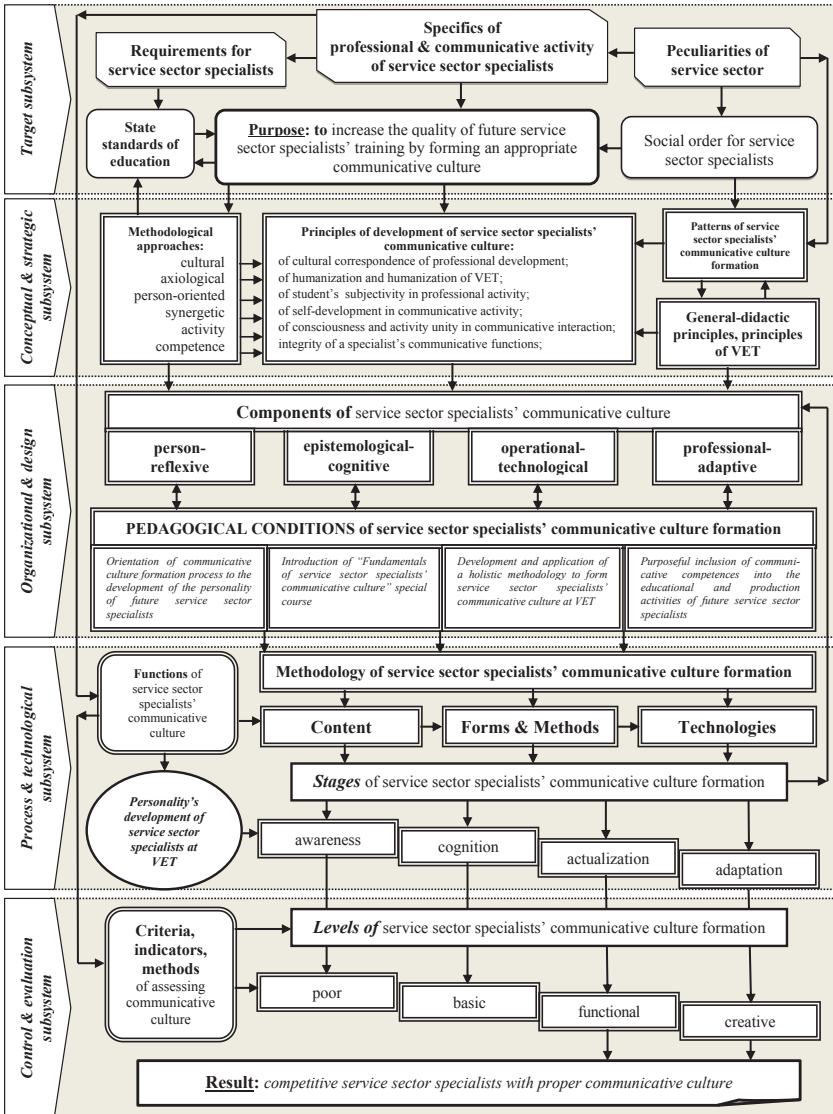 Target subsystem
Specifics of
professional & communicative activity
of service sector specialists
Requirements for
service sector specialists
Peculiarities of
service sector
State
standards of
education
Purpose: to increase the quality of future service
sector specialists' training by forming an appropriate
communicative culture
Social order for service
sector specialists
Conceptual & strategic
subsystem
Methodological
approaches:
cultural
axiological
person-oriented
synergetic
activity
competence
Principles of development of service sector specialists'
communicative culture:
of cultural correspondence of professional development;
of humanization and humanization of VET;
of student's subjectivity in professional activity;
of self-development in communicative activity;
of consciousness and activity unity in communicative interaction;
integrity of a specialist's communicative functions;
Patterns of service
sector specialists'
communicative culture
formation
General-didactic
principles, principles
of VET
Organizational & design
subsystem
Components of service sector specialists' communicative culture
person-
reflexive
epistemological-
cognitive
operational-
technological
professional-
adaptive
PEDAGOGICAL CONDITIONS of service sector specialists' communicative culture formation
Orientation of communicative
culture formation process to the
development of the personality
of future service sector
specialists
Introduction of "Fundamentals
of service sector specialists'
communicative culture" special
course
Development and application
of a holistic methodology to form
service sector specialists'
communicative culture at VET
Purposeful inclusion of communi-
cative competences into the
educational and production
activities of future service sector
specialists
Process & technological
subsystem
Functions of
service sector
specialists'
communicative
culture
Methodology of service sector specialists' communicative culture formation
Content
Forms & Methods
Technologies
Stages of service sector specialists' communicative culture formation
Personality's
development of
service sector
specialists at
VET
awareness
cognition
actualization
adaptation
Control & evaluation
subsystem
Criteria,
indicators,
methods
of assessing
communicative
culture
Levels of service sector specialists' communicative culture formation
poor
basic
functional
creative
Result: competitive service sector specialists with proper communicative culture